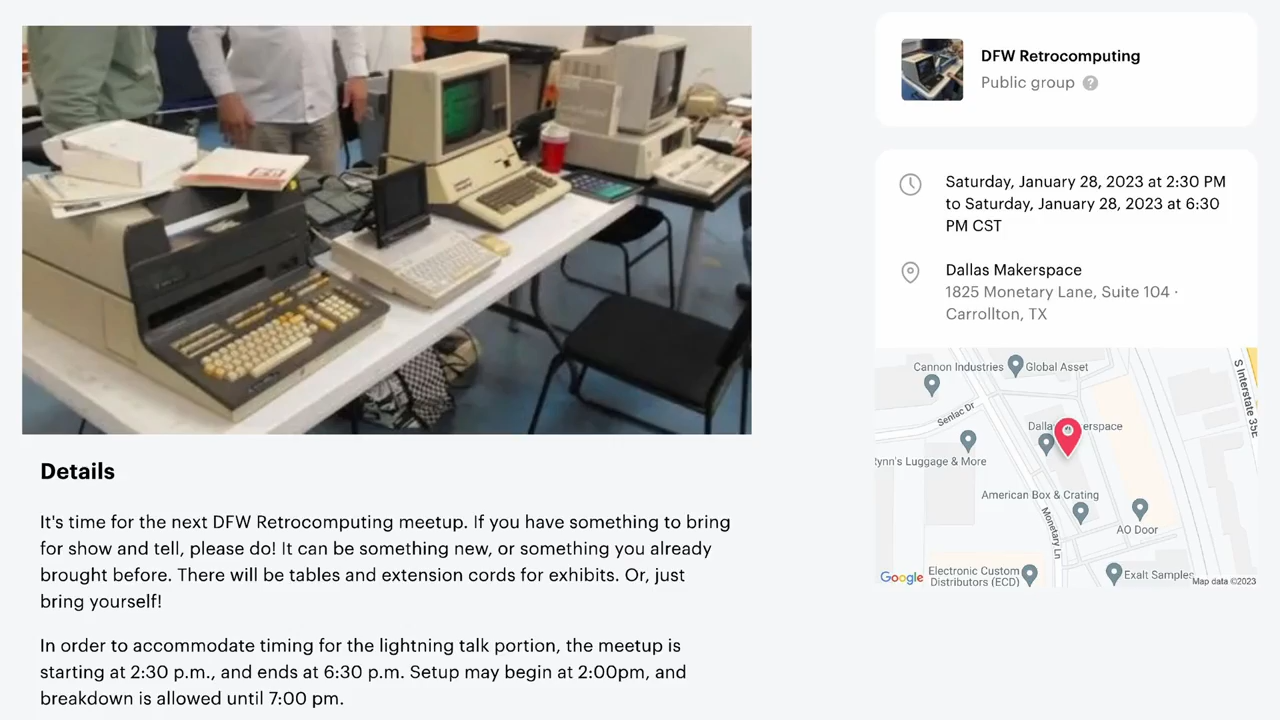 DFW Retrocomputing
Public group ?
Saturday, January 28, 2023 at 2:30 PM
to Saturday, January 28, 2023 at 6:30
PM CST
Dallas Makerspace
1825 Monetary Lane, Suite 104 ·
Carrollton, TX
Cannon Industries
Global Asset
S Interstate 35E
Senlac Dr
erspace
ynn's Luggage & More
American Box & Crating
Monetary Ln
AO Door
Google
Electronic Custom
Distributors (ECD)
Exalt Samples
Map data ©2023
Details
It's time for the next DFW Retrocomputing meetup. If you have something to bring
for show and tell, please do! It can be something new, or something you already
brought before. There will be tables and extension cords for exhibits. Or, just
bring yourself!
In order to accommodate timing for the lightning talk portion, the meetup is
starting at 2:30 p.m., and ends at 6:30 p.m. Setup may begin at 2:00pm, and
breakdown is allowed until 7:00 pm.